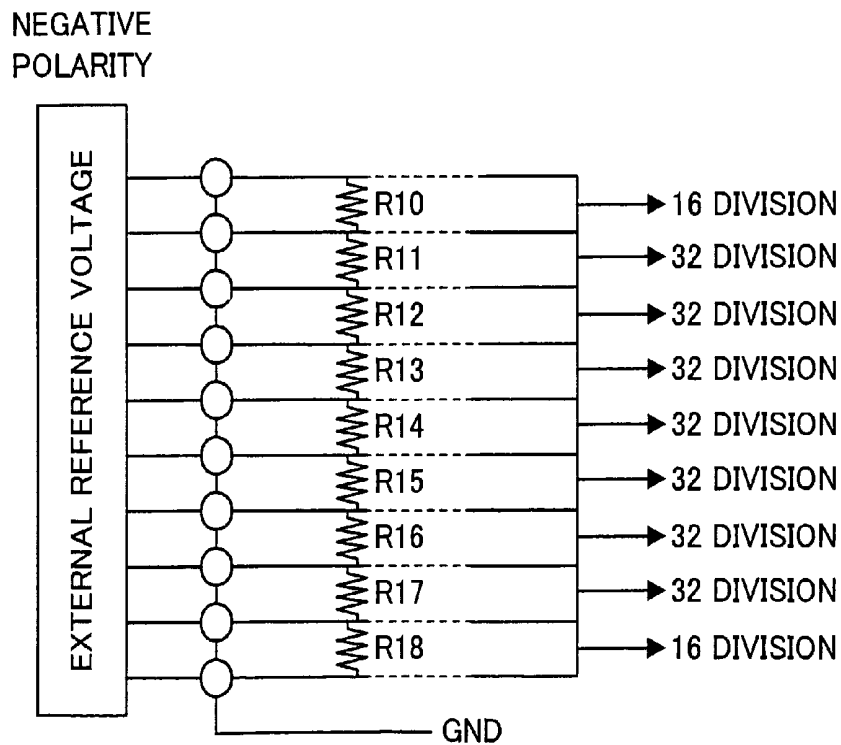 NEGATIVE
POLARITY
EXTERNAL REFERENCE VOLTAGE
R10
16 DIVISION
R11
32 DIVISION
R12
32 DIVISION
R13
32 DIVISION
R14
32 DIVISION
R15
32 DIVISION
R16
32 DIVISION
R17
32 DIVISION
R18
16 DIVISION
GND